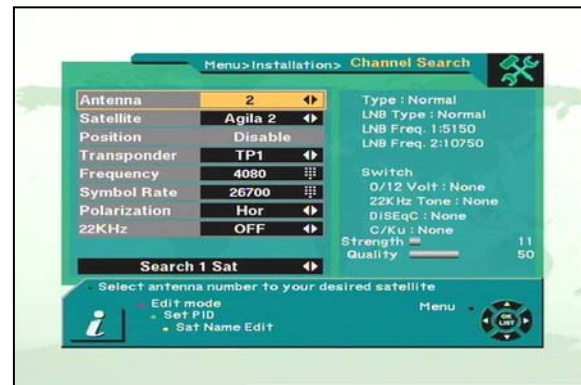 Menu>Installation> Channel Search
Antenna 2
Satellite Agila 2
Position Disable
Transponder TP1
Frequency 4080
Symbol Rate 26700
Polarization Hor
22KHz OFF
Search 1 Sat
Type : Normal
LNB Type : Normal
LNB Freq. 1:5150
LNB Freq. 2:10750
Switch
0/12 Volt : None
22KHz Tone : None
DiSEqC : None
C/Ku : None
Strength 11
Quality 50
Select antenna number to your desired satellite
Edit mode
Set PID
Sat Name Edit
Menu
OK
LIST